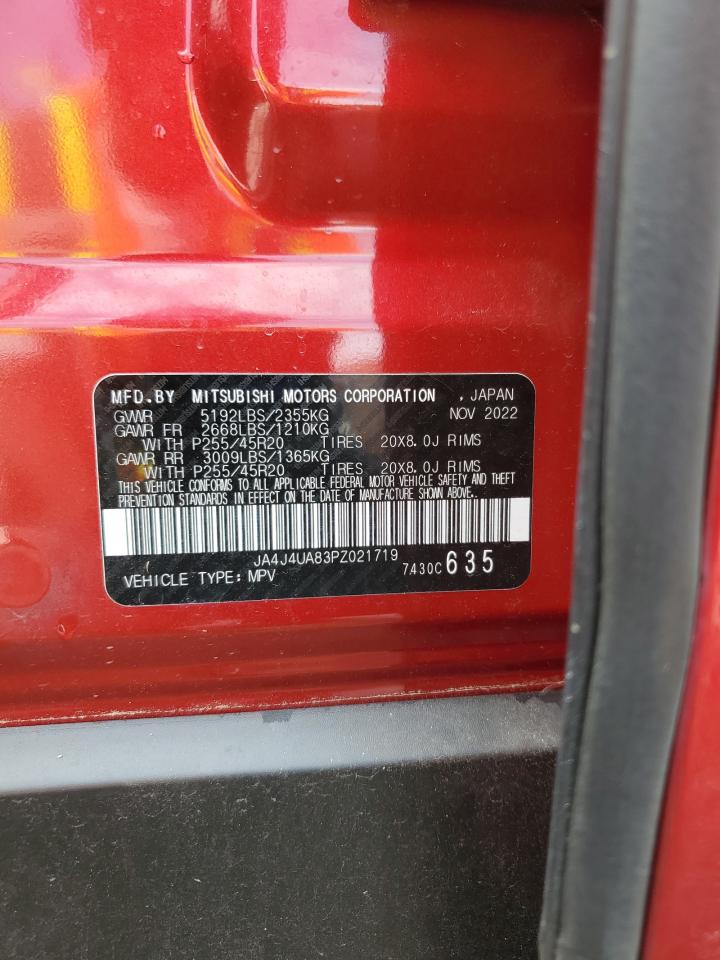 MFD.BY MITSUBISHI MOTORS CORPORATION , JAPAN
GVWR 5192LBS/2355KG NOV 2022
GAWR FR 2668LBS/1210KG
WITH P255/45R20 TIRES 20X8.0J RIMS
GAWR RR 3009LBS/1365KG
WITH P255/45R20 TIRES 20X8.0J RIMS
THIS VEHICLE CONFORMS TO ALL APPLICABLE FEDERAL MOTOR VEHICLE SAFETY AND THEFT
PREVENTION STANDARDS IN EFFECT ON THE DATE OF MANUFACTURE SHOWN ABOVE.
JA4J4UA83PZ021719
VEHICLE TYPE: MPV 7430C635